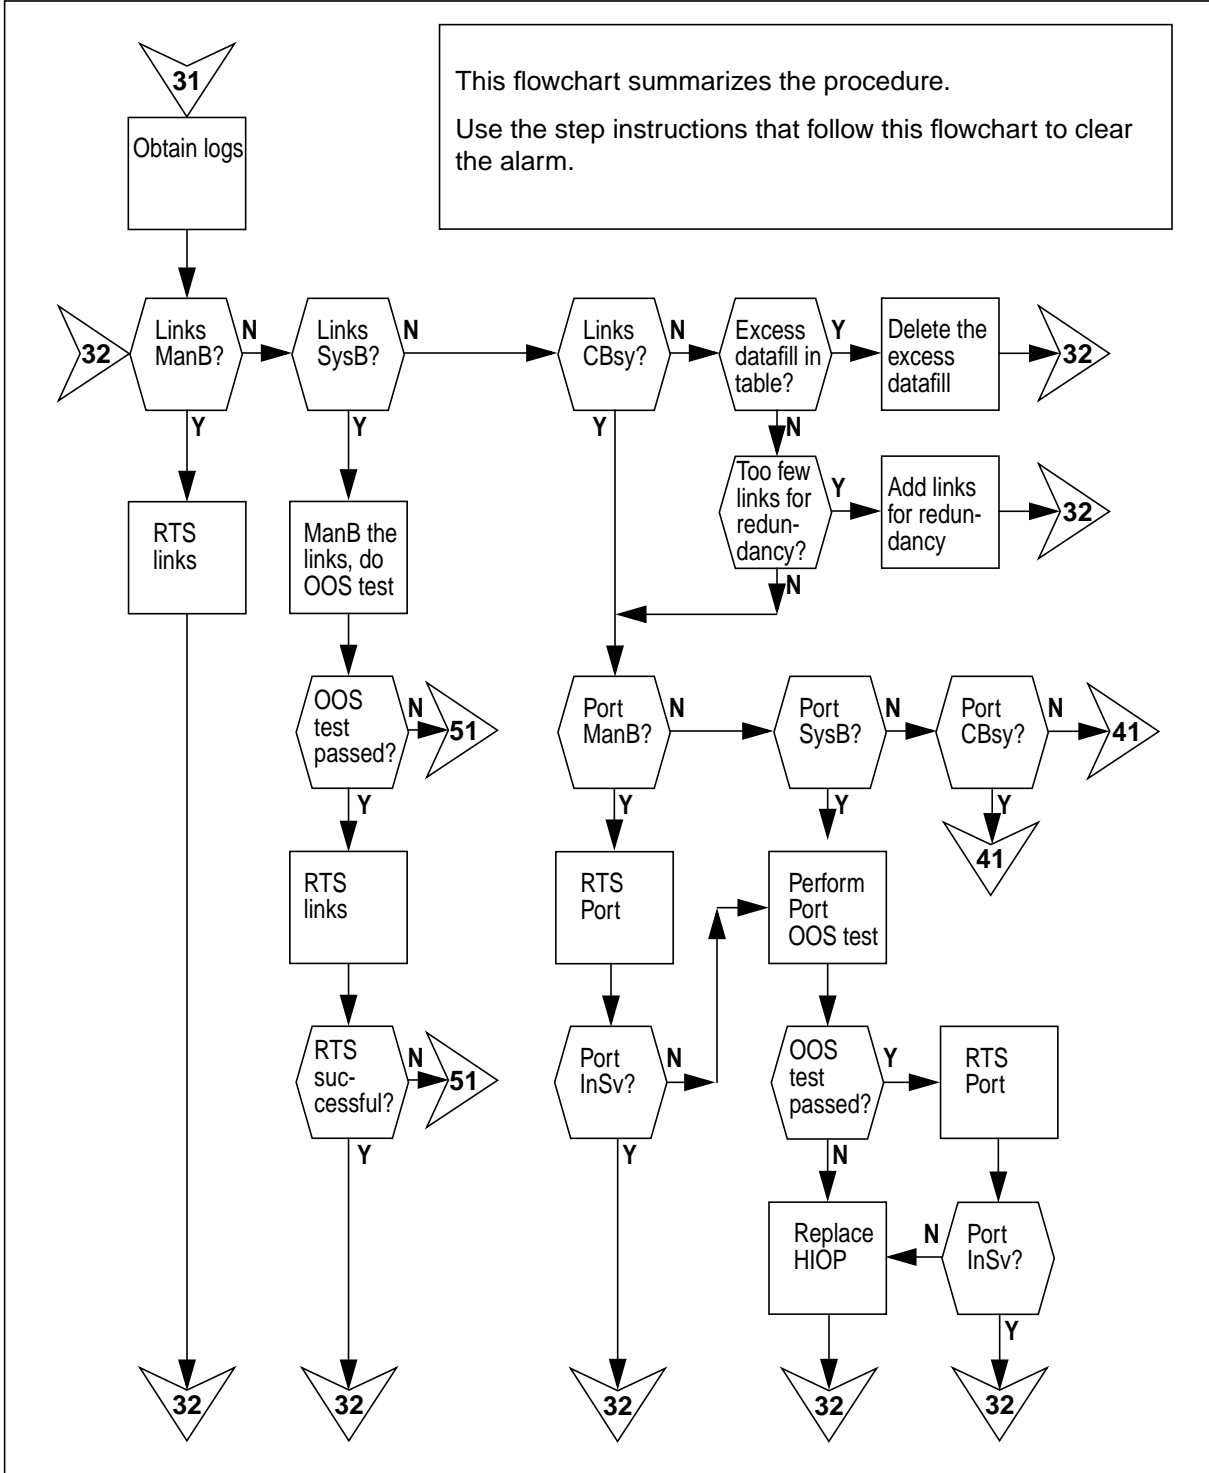 31
This flowchart summarizes the procedure.
Use the step instructions that follow this flowchart to clear
the alarm.
Obtain logs
32
Links
ManB?
N
Y
Links
SysB?
N
Y
Links
CBsy?
N
Y
Excess
datafill in
table?
Y
N
Delete the
excess
datafill
32
Too few
links for
redun-
dancy?
Y
N
Add links
for redun-
dancy
32
RTS
links
ManB the
links, do
OOS test
OOS
test
passed?
N
51
Y
Port
ManB?
N
Y
Port
SysB?
N
Y
Port
CBsy?
N
41
Y
41
RTS
links
RTS
Port
Perform
Port
OOS test
RTS
suc-
cessful?
N
51
Y
Port
InSv?
N
Y
OOS
test
passed?
Y
N
RTS
Port
Replace
HIOP
N
Port
InSv?
Y
32
32
32
32
32